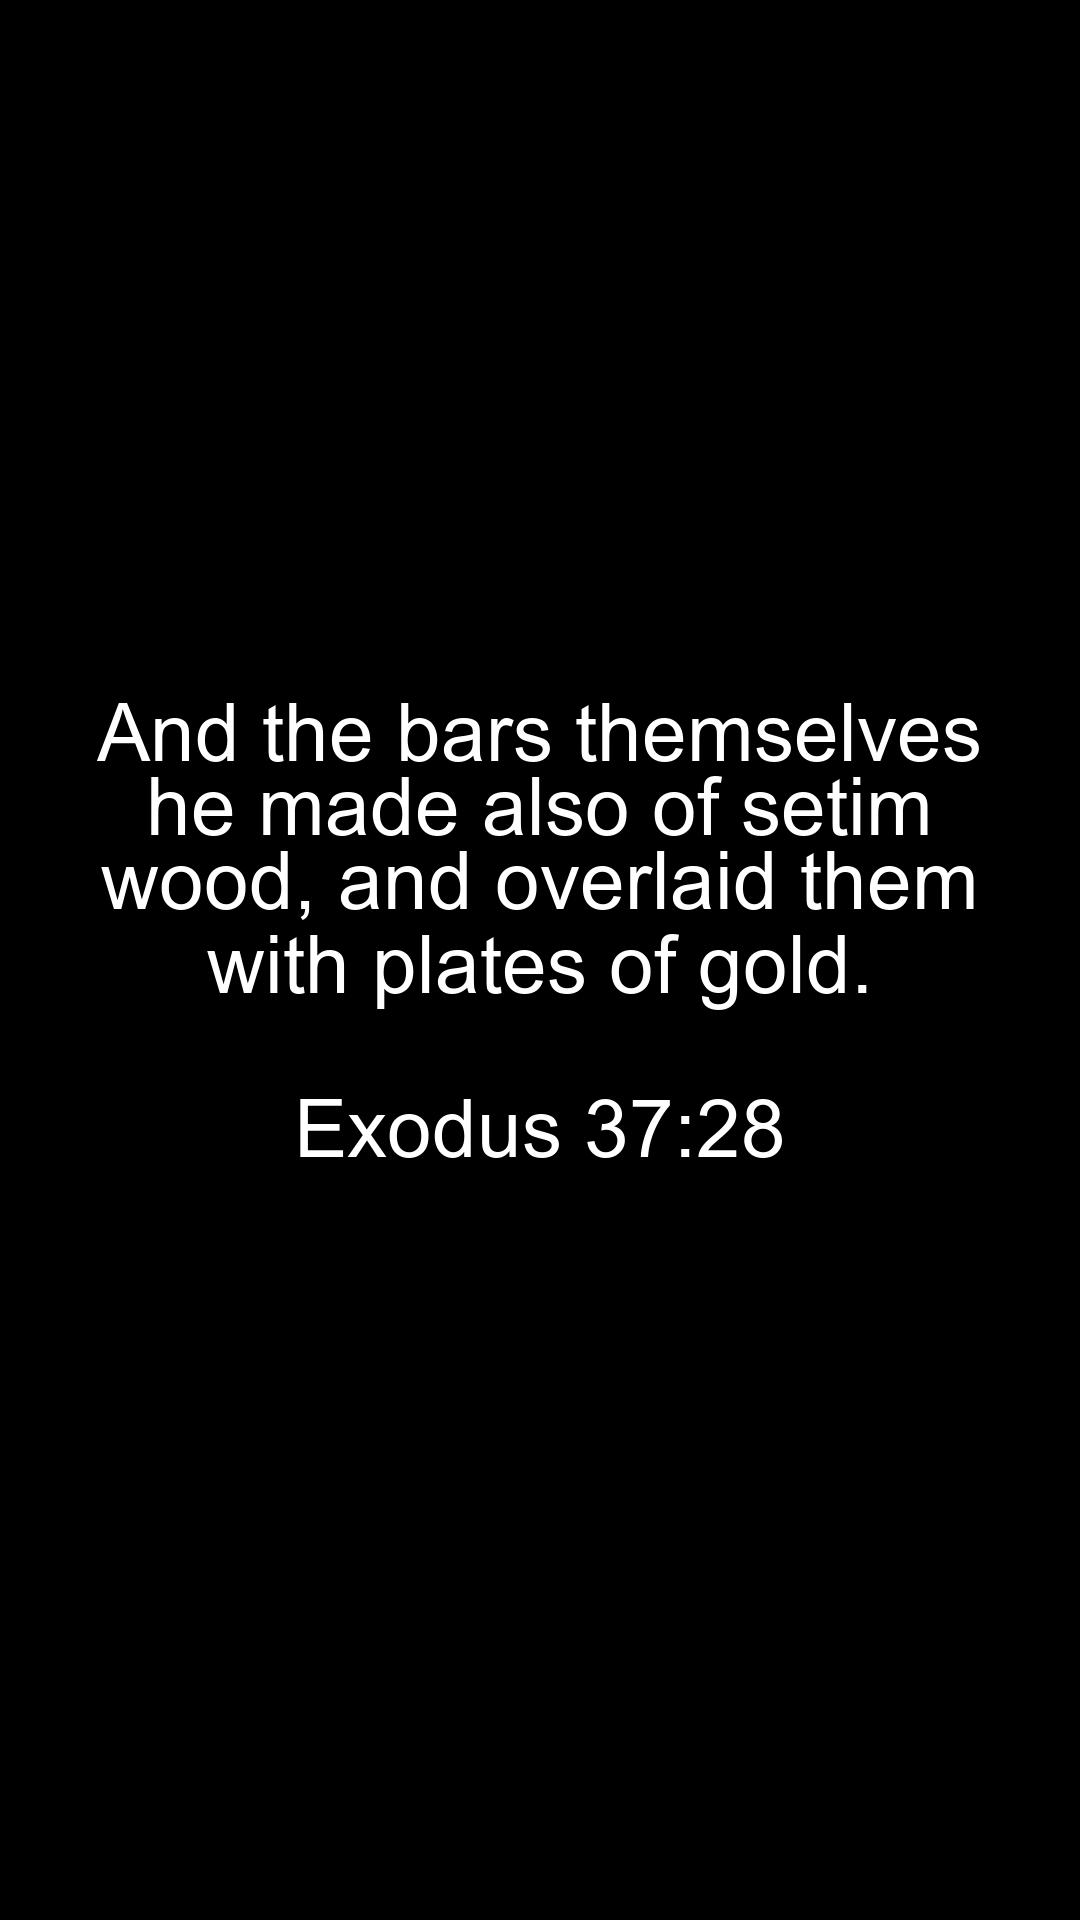 And the bars themselves
he made also of setim
wood, and overlaid them
with plates of gold.
Exodus 37:28